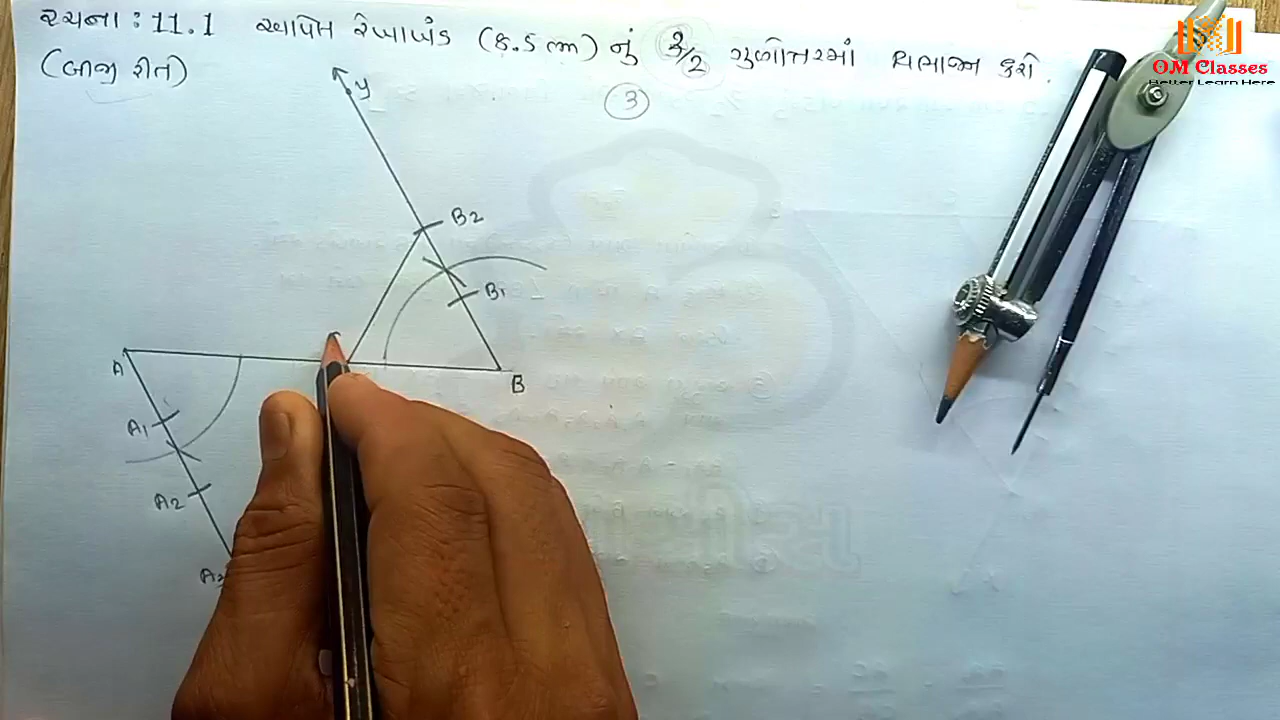 રચના : 11.1 આપેલ રેખાખંડ (8.5 cm) નું 3/2 ગુણોત્તરમાં વિભાજન કરો.
(બીજી રીત)
3
y
B2
B1
A
B
A1
A2
A3
OM Classes
Better Learn Here